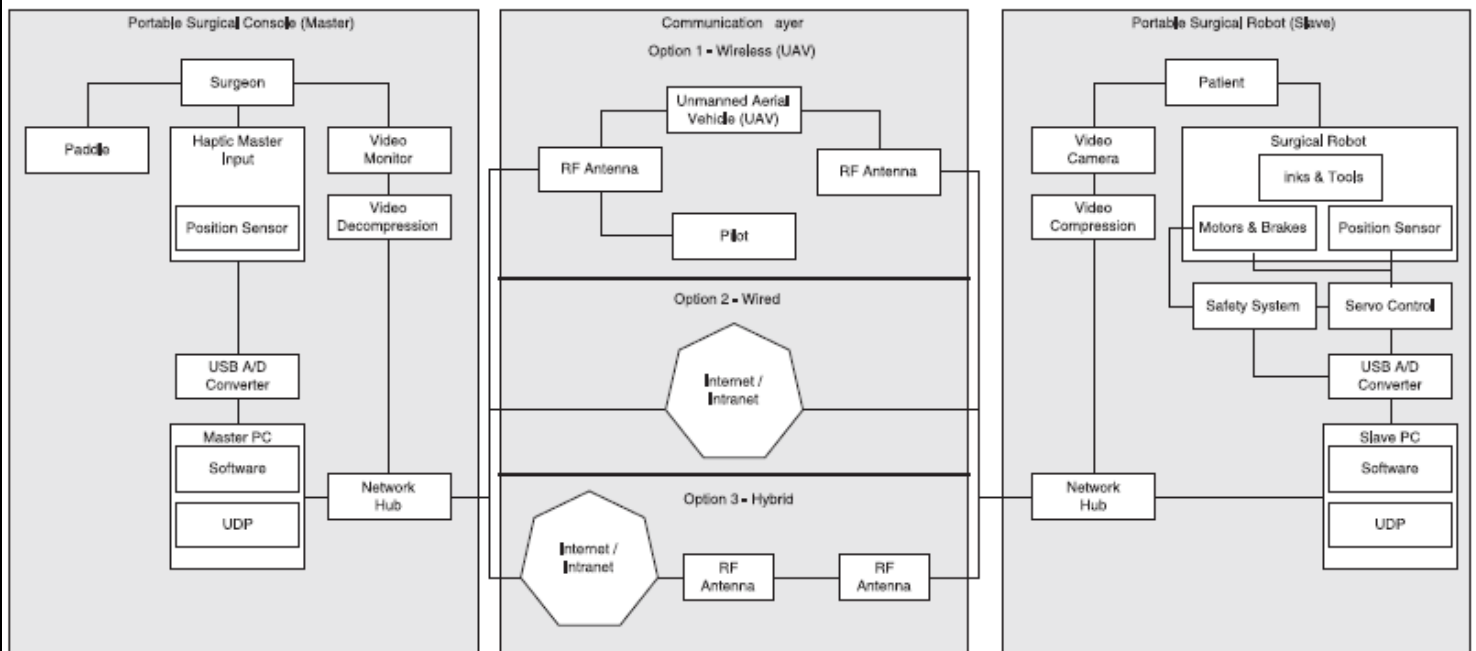 Portable Surgical Console (Master)
Surgeon
Paddle
Haptic Master
Input
Position Sensor
Video
Monitor
Video
Decompression
USB A/D
Converter
Master PC
Software
UDP
Network
Hub
Communication ayer
Option 1 - Wireless (UAV)
Unmanned Aerial
Vehicle (UAV)
RF Antenna
RF Antenna
Pilot
Option 2 - Wired
Internet /
Intranet
Option 3 - Hybrid
Internet /
Intranet
RF
Antenna
RF
Antenna
Portable Surgical Robot (Slave)
Patient
Video
Camera
Video
Compression
Surgical Robot
inks & Tools
Motors & Brakes
Position Sensor
Safety System
Servo Control
USB A/D
Converter
Slave PC
Software
UDP
Network
Hub